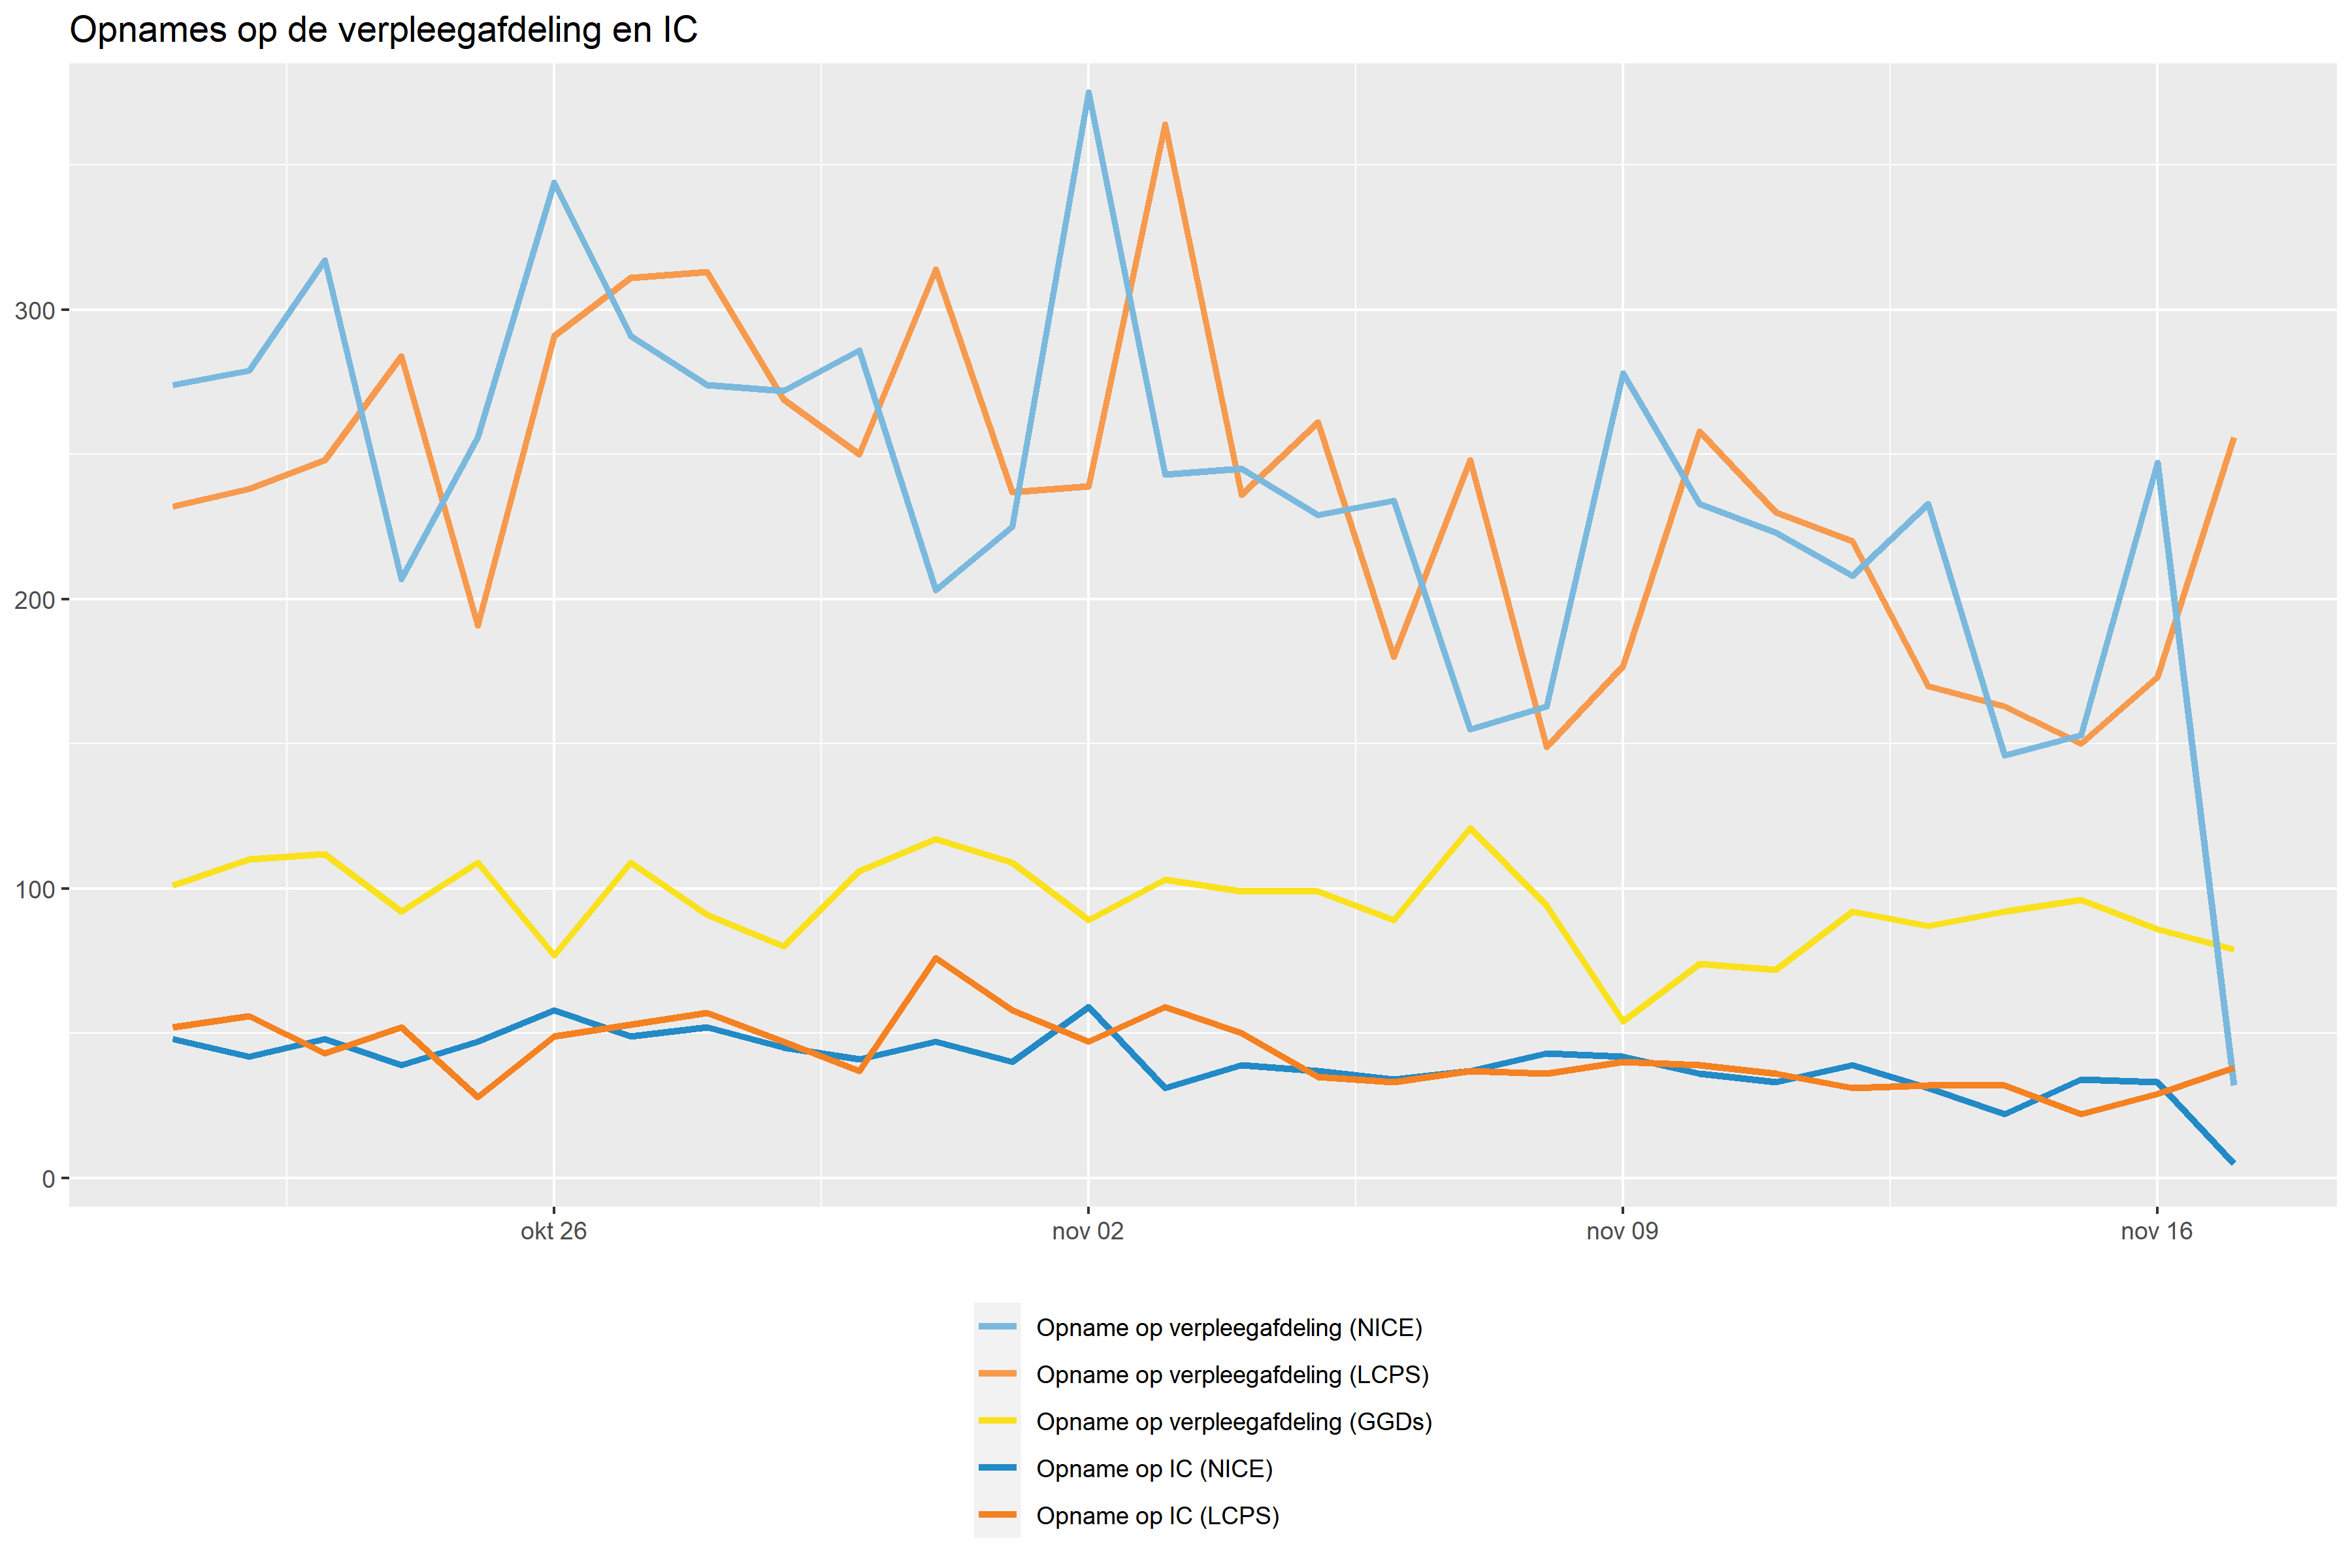 Opnames op de verpleegafdeling en IC
300
200
100
0
okt 26 nov 02 nov 09 nov 16
Opname op verpleegafdeling (NICE)
Opname op verpleegafdeling (LCPS)
Opname op verpleegafdeling (GGDs)
Opname op IC (NICE)
Opname op IC (LCPS)